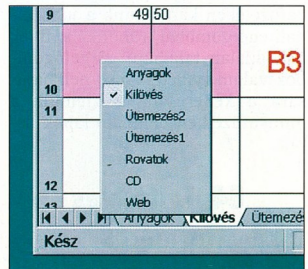 9 49 50
B3
Anyagok
10 Kilövés
11 Ütemezés2
Ütemezés1
Rovatok
12 CD
13 Web
Anyagok Kilövés Ütemezé
Kész